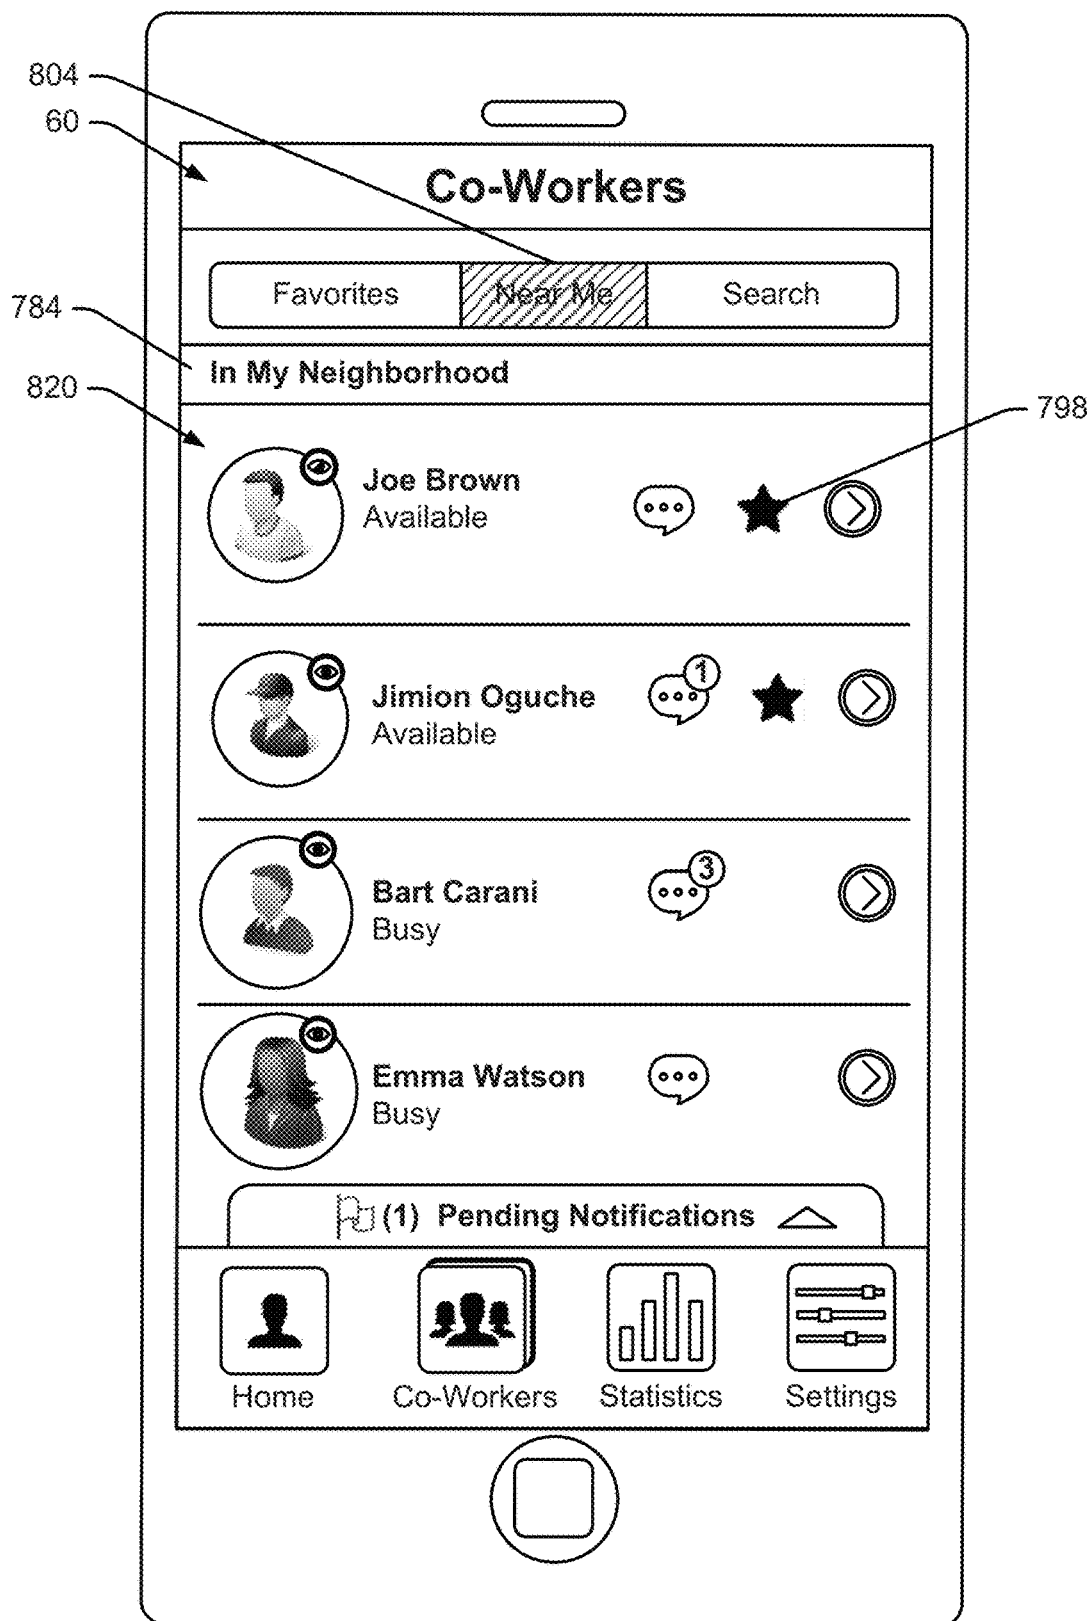 804
60
Co-Workers
Favorites Near Me Search
784
In My Neighborhood
820
798
Joe Brown
Available
1
Jimion Oguche
Available
3
Bart Carani
Busy
Emma Watson
Busy
(1) Pending Notifications
Home Co-Workers Statistics Settings